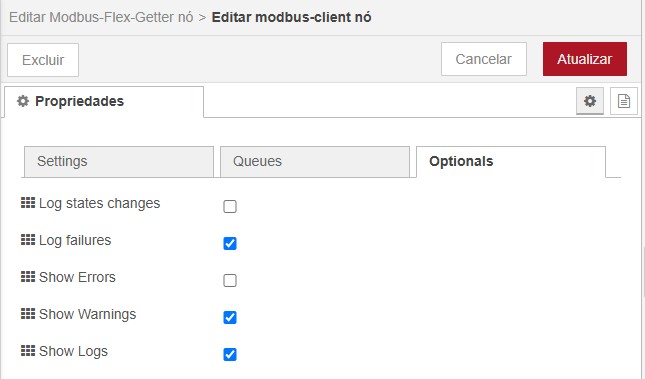 Editar Modbus-Flex-Getter nó > Editar modbus-client nó
Excluir
Cancelar
Atualizar
Propriedades
Settings
Queues
Optionals
Log states changes
Log failures
Show Errors
Show Warnings
Show Logs